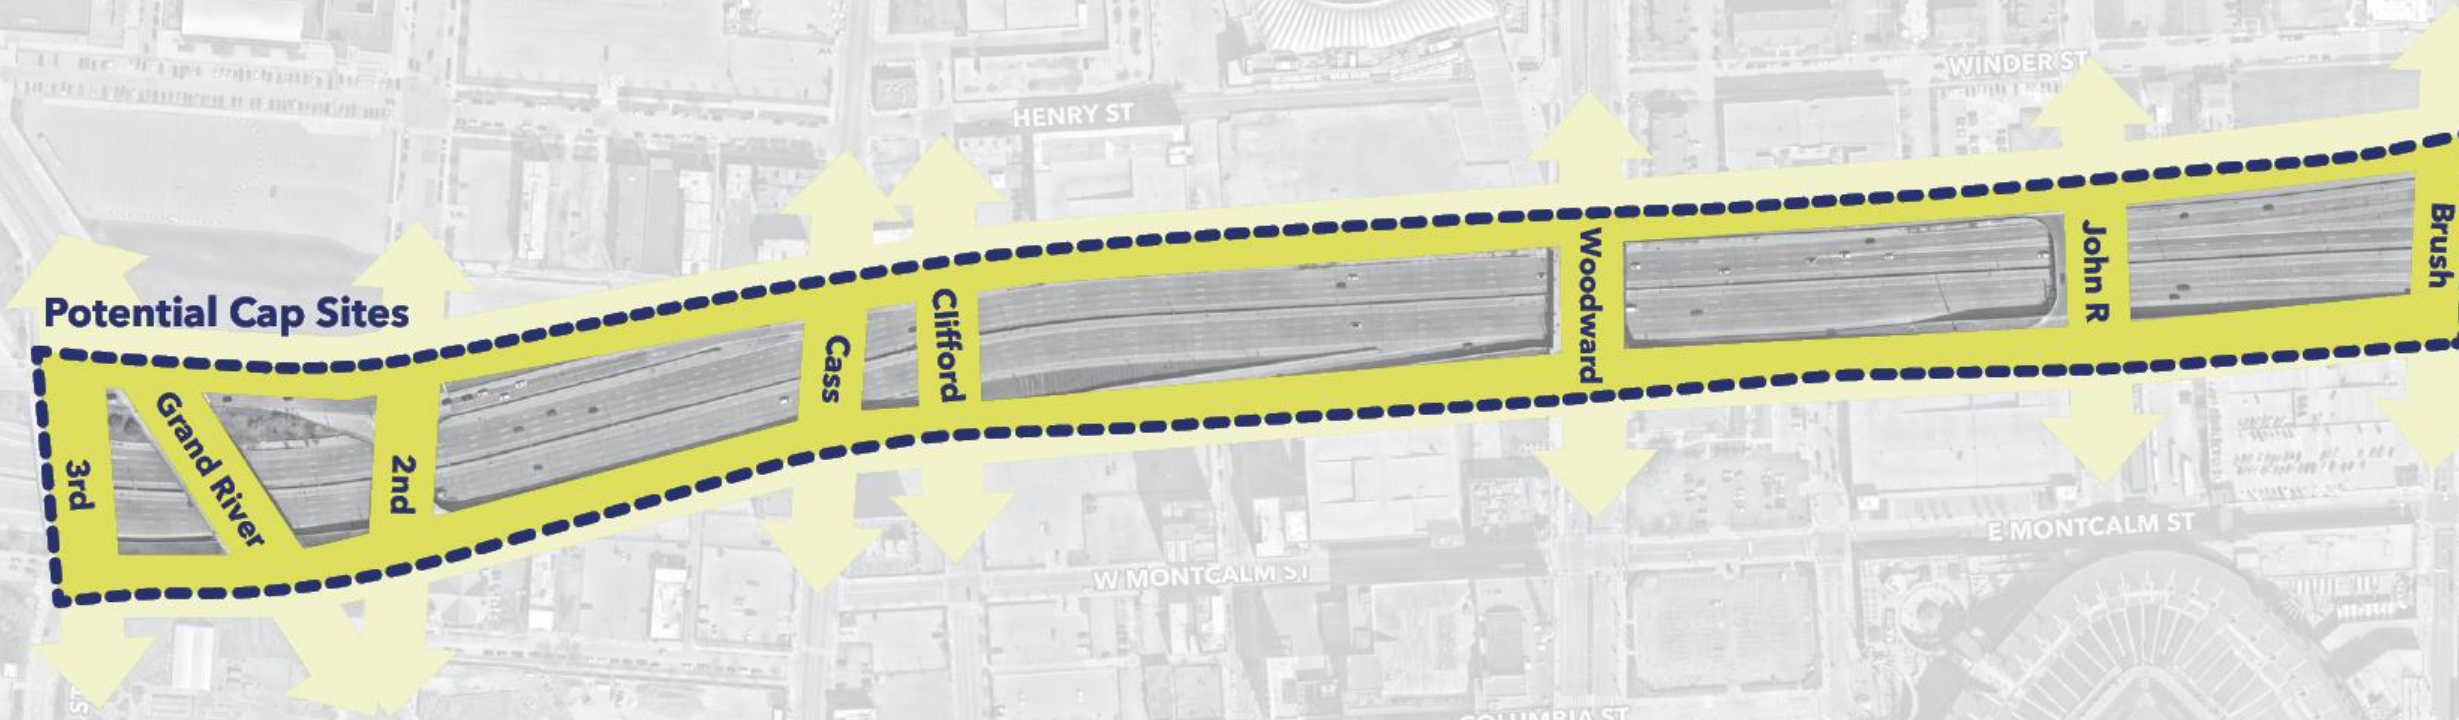 WINDER ST
HENRY ST
Potential Cap Sites
3rd
Grand River
2nd
Cass
Clifford
Woodward
John R
Brush
E MONTCALM ST
W MONTCALM ST
ST
COLUMBIA ST